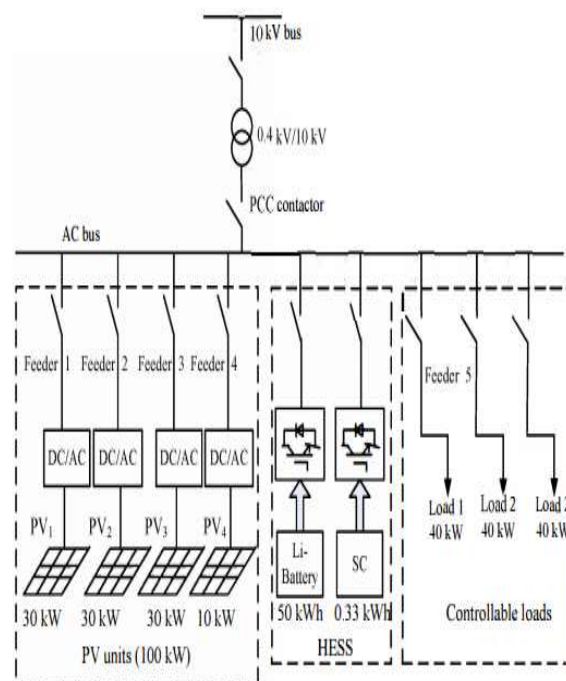 10 kV bus
0.4 kV/10 kV
PCC contactor
AC bus
Feeder 1 Feeder 2 Feeder 3 Feeder 4
Feeder 5
DC/AC DC/AC DC/AC DC/AC
PV1 PV2 PV3 PV4
30 kW 30 kW 30 kW 10 kW
PV units (100 kW)
Li-
Battery
SC
50 kWh 0.33 kWh
HESS
Load 1 Load 2 Load
40 kW 40 kW 40 kW
Controllable loads